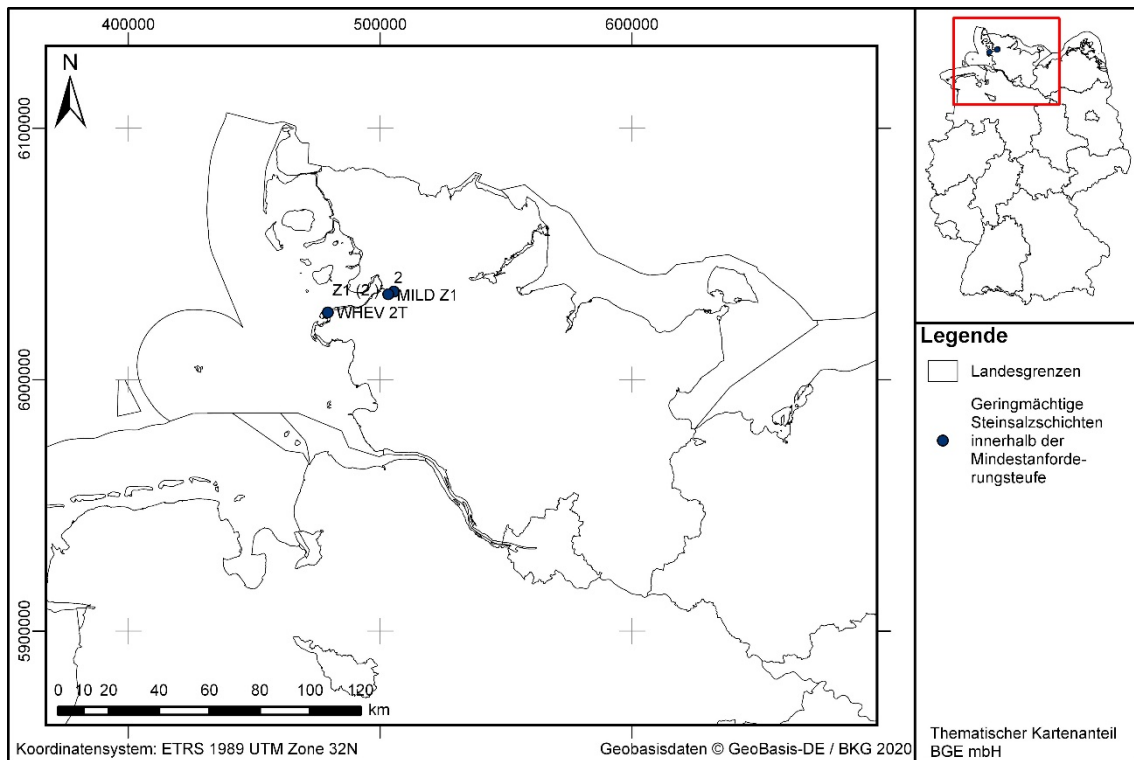 400000
500000
600000
N
6100000
6000000
5900000
2
Z1 (2.)
MILD Z1
WHEV 2T
0 10 20 40 60 80 100 120
km
Koordinatensystem: ETRS 1989 UTM Zone 32N
Geobasisdaten © GeoBasis-DE / BKG 2020
Legende
Landesgrenzen
Geringmächtige
Steinsalzschichten
innerhalb der
Mindestanforde-
rungsteufe
Thematischer Kartenanteil
BGE mbH